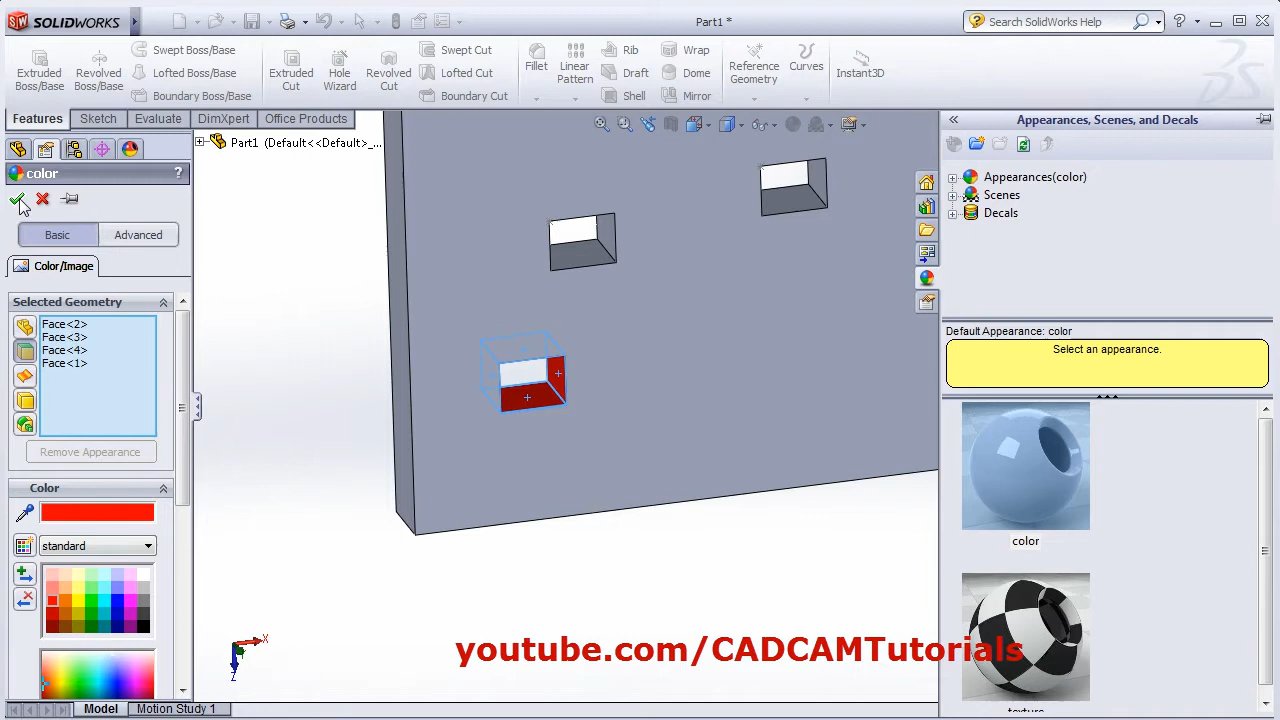 SOLIDWORKS
Part1 *
Search SolidWorks Help
Extruded Boss/Base
Revolved Boss/Base
Swept Boss/Base
Lofted Boss/Base
Boundary Boss/Base
Extruded Cut
Hole Wizard
Revolved Cut
Swept Cut
Lofted Cut
Boundary Cut
Fillet
Linear Pattern
Rib
Draft
Shell
Wrap
Dome
Mirror
Reference Geometry
Curves
Instant3D
Features
Sketch
Evaluate
DimXpert
Office Products
Part1 (Default<<Default>_...
Appearances, Scenes, and Decals
color
?
Basic
Advanced
Color/Image
Selected Geometry
Face<2>
Face<3>
Face<4>
Face<1>
Remove Appearance
Color
standard
Appearances(color)
Scenes
Decals
Default Appearance: color
Select an appearance.
color
texture
X
Z
youtube.com/CADCAMTutorials
Model
Motion Study 1